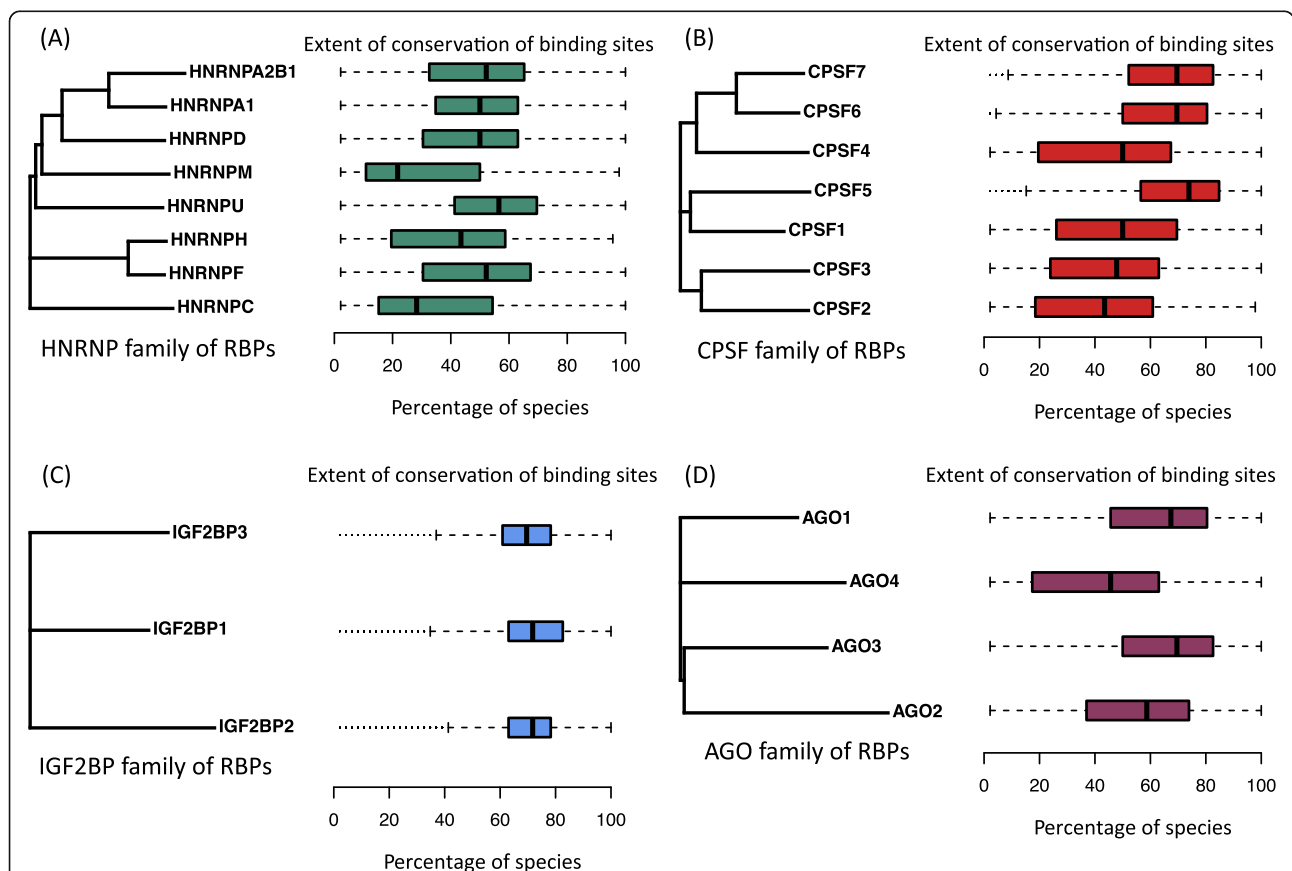 (A)
Extent of conservation of binding sites
HNRNPA2B1
HNRNPA1
HNRNPD
HNRNPM
HNRNPU
HNRNPH
HNRNPF
HNRNPC
HNRNP family of RBPs
0 20 40 60 80 100
Percentage of species
(B)
Extent of conservation of binding sites
CPSF7
CPSF6
CPSF4
CPSF5
CPSF1
CPSF3
CPSF2
CPSF family of RBPs
0 20 40 60 80 100
Percentage of species
(C)
Extent of conservation of binding sites
IGF2BP3
IGF2BP1
IGF2BP2
IGF2BP family of RBPs
0 20 40 60 80 100
Percentage of species
(D)
Extent of conservation of binding sites
AGO1
AGO4
AGO3
AGO2
AGO family of RBPs
0 20 40 60 80 100
Percentage of species